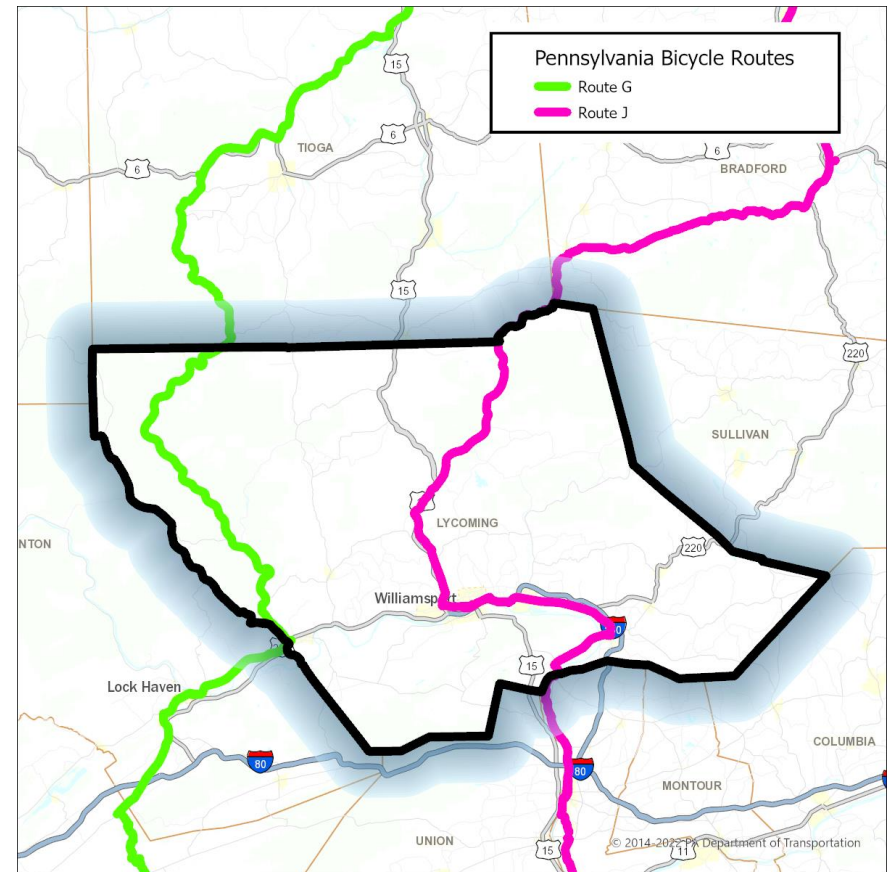 Pennsylvania Bicycle Routes
Route G
Route J
15
6
TIOGA
6
6
BRADFORD
15
220
SULLIVAN
LYCOMING
NTON
220
Williamsport
15
Lock Haven
COLUMBIA
80
80
MONTOUR
UNION
15
11
© 2014-2022 PA Department of Transportation